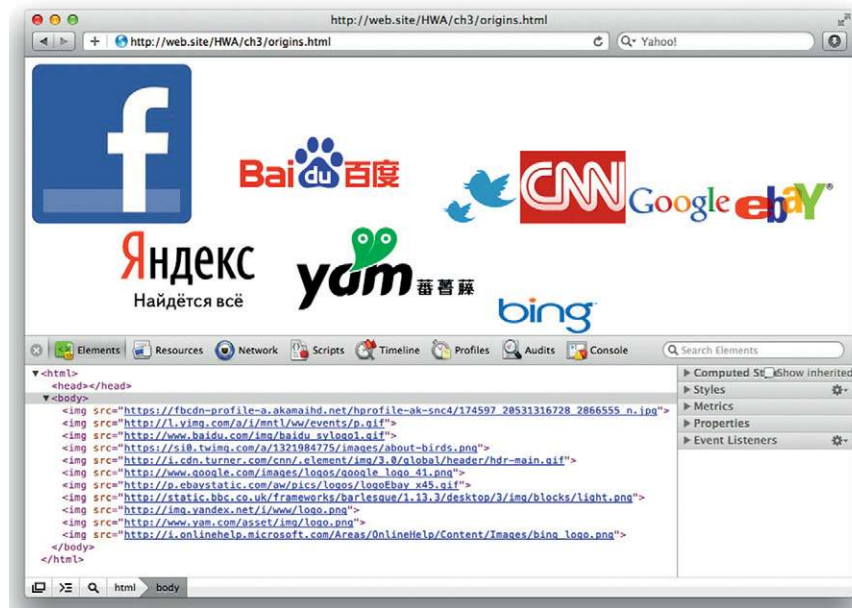 http://web.site/HWA/ch3/origins.html
http://web.site/HWA/ch3/origins.html
Yahoo!
f
Baidu百度
CNN
Google
ebaY®
Яндекс
Найдётся всё
yam 蕃薯藤
bing
Elements Resources Network Scripts Timeline Profiles Audits Console Search Elements
<html>
<head></head>
<body>
<img src="https://fbcdn-profile-a.akamaihd.net/hprofile-ak-snc4/174597_20531316728_2866555_n.jpg">
<img src="http://l.yimg.com/a/i/mntl/ww/events/p.gif">
<img src="http://www.baidu.com/img/baidu_sylogo1.gif">
<img src="https://si0.twimg.com/a/1321984775/images/about-birds.png">
<img src="http://i.cdn.turner.com/cnn/.element/img/3.0/global/header/hdr-main.gif">
<img src="http://www.google.com/images/logos/google_logo_41.png">
<img src="http://p.ebaystatic.com/aw/pics/logos/logoEbay_x45.gif">
<img src="http://static.bbc.co.uk/frameworks/barlesque/1.13.3/desktop/3/img/blocks/light.png">
<img src="http://img.yandex.net/i/www/logo.png">
<img src="http://www.yam.com/asset/img/logo.png">
<img src="http://i.onlinehelp.microsoft.com/Areas/OnlineHelp/Content/Images/bing_logo.png">
</body>
</html>
Computed Show inherited
Styles
Metrics
Properties
Event Listeners
html body